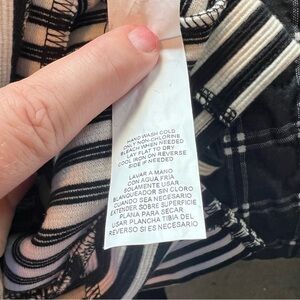 HAND WASH COLD
ONLY NON-CHLORINE
BLEACH WHEN NEEDED
LAY FLAT TO DRY
COOL IRON ON REVERSE
SIDE IF NEEDED
LAVAR A MANO
CON AGUA FRÍA
SOLAMENTE USAR
BLANQUEADOR SIN CLORO
CUANDO SEA NECESARIO
EXTENDER SOBRE SUPERFICIE
PLANA PARA SECAR.
USAR PLANCHA TIBIA DEL
REVERSO SI ES NECESARIO